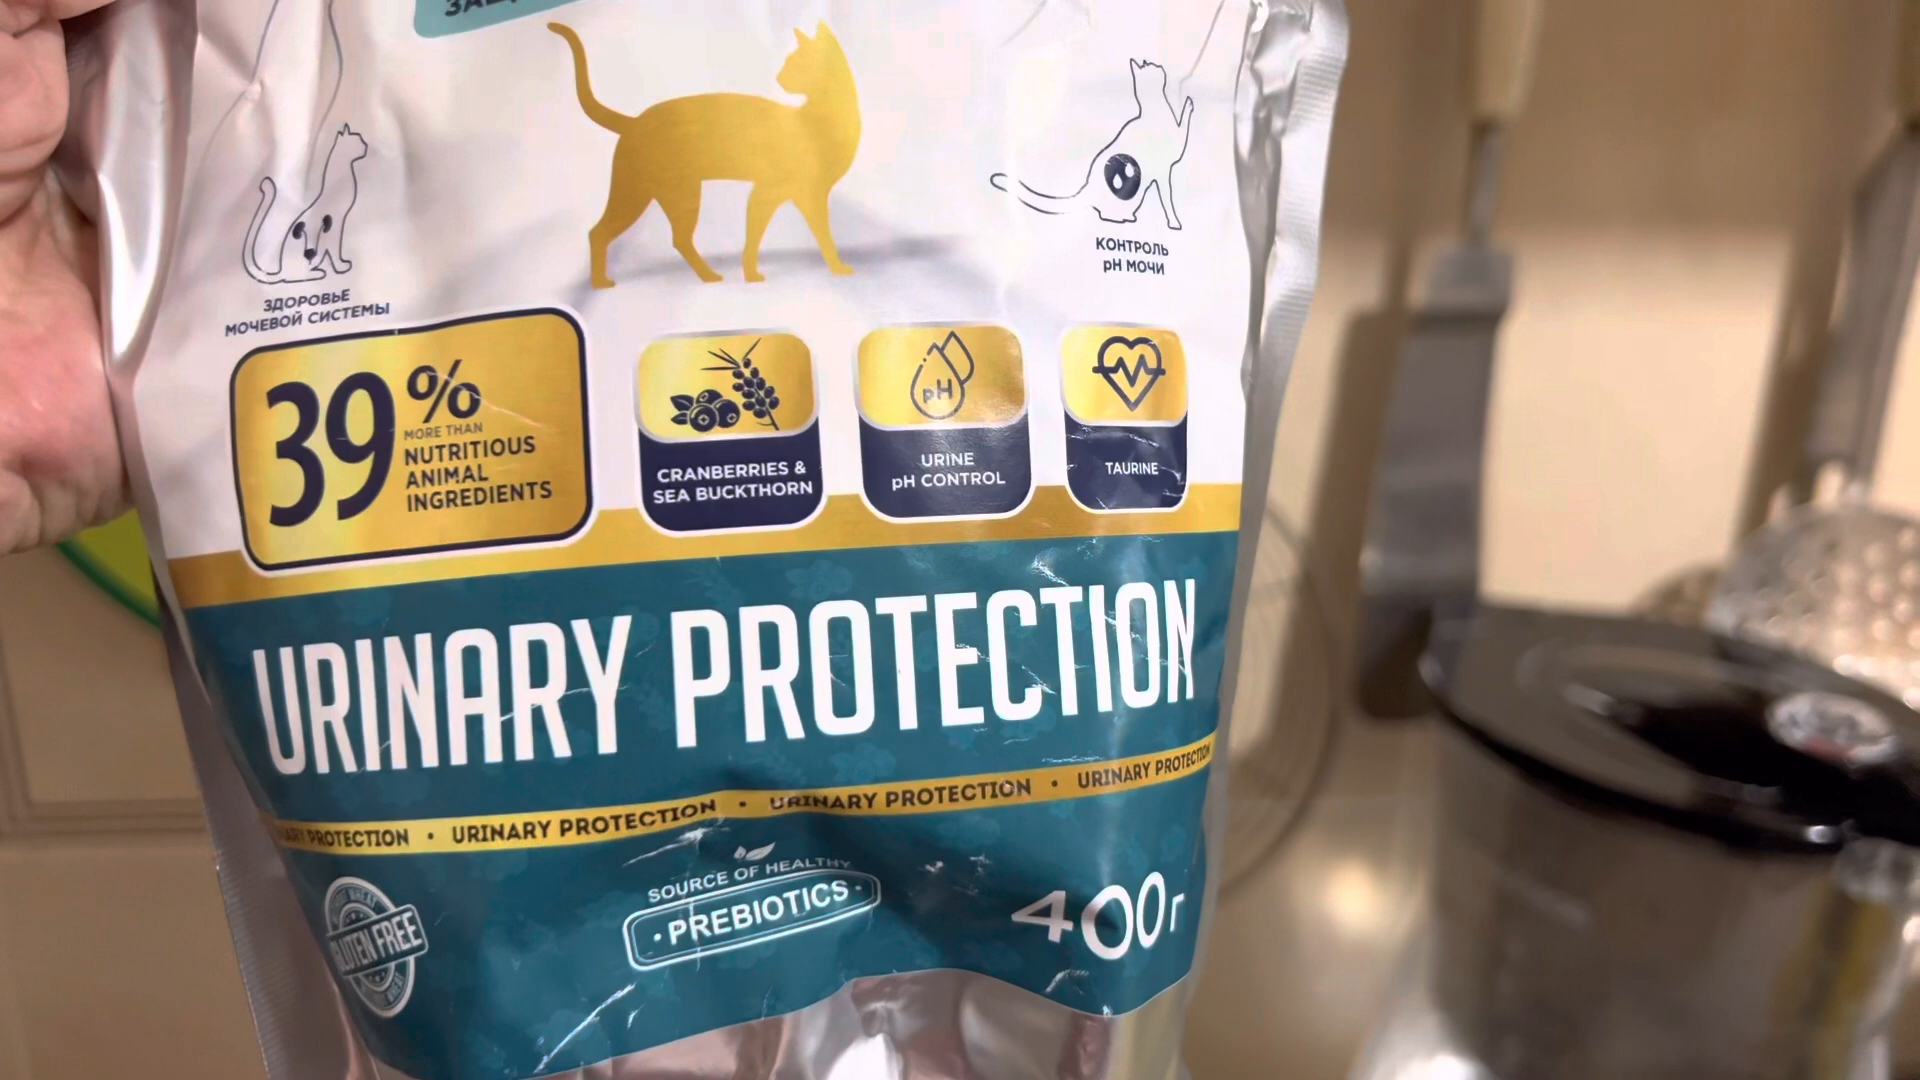 ЗДОРОВЬЕ
МОЧЕВОЙ СИСТЕМЫ
КОНТРОЛЬ
pH МОЧИ
39%
MORE THAN
NUTRITIOUS
ANIMAL
INGREDIENTS
CRANBERRIES &
SEA BUCKTHORN
pH
URINE
pH CONTROL
TAURINE
URINARY PROTECTION
PROTECTION • URINARY PROTECTION • URINARY PROTECTION • URINARY PROTECTION
GLUTEN FREE
SOURCE OF HEALTHY
• PREBIOTICS •
400г